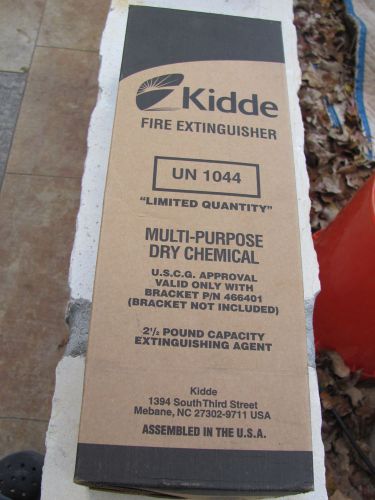 Kidde
FIRE EXTINGUISHER
UN 1044
"LIMITED QUANTITY"
MULTI-PURPOSE
DRY CHEMICAL
U.S.C.G. APPROVAL
VALID ONLY WITH
BRACKET P/N 466401
(BRACKET NOT INCLUDED)
2½ POUND CAPACITY
EXTINGUISHING AGENT
Kidde
1394 South Third Street
Mebane, NC 27302-9711 USA
ASSEMBLED IN THE U.S.A.